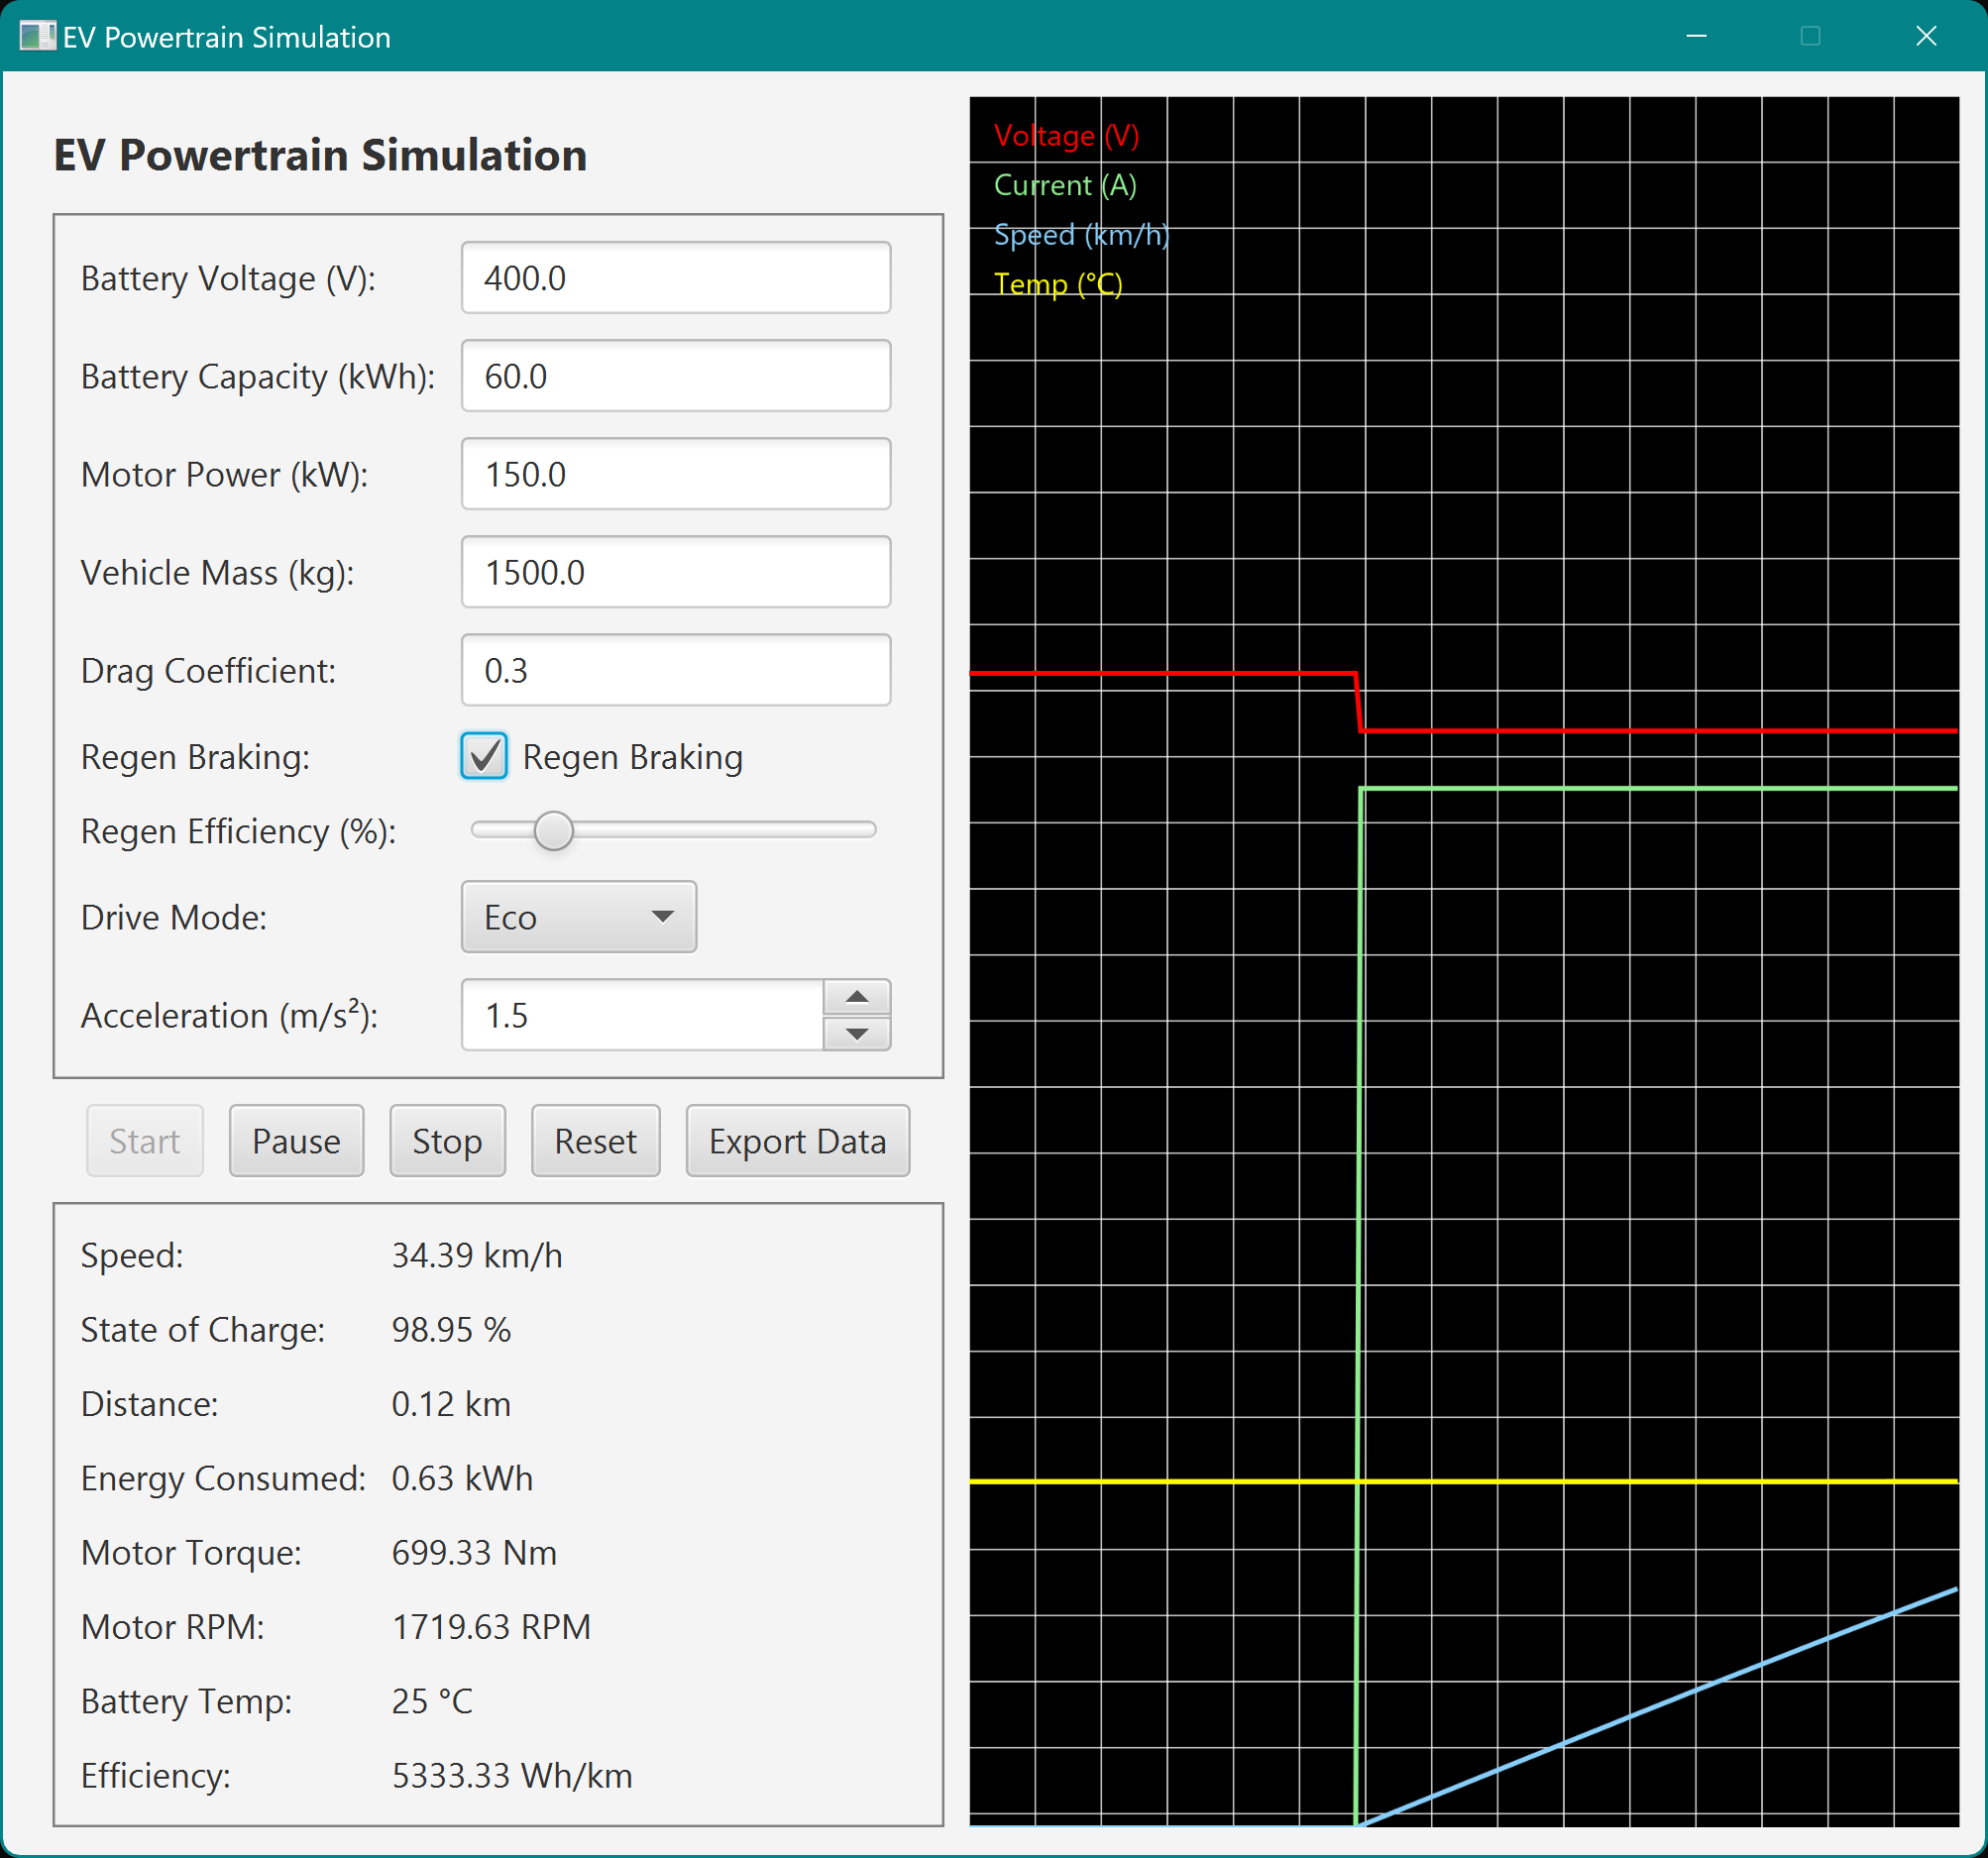 EV Powertrain Simulation
EV Powertrain Simulation
Battery Voltage (V): 400.0
Battery Capacity (kWh): 60.0
Motor Power (kW): 150.0
Vehicle Mass (kg): 1500.0
Drag Coefficient: 0.3
Regen Braking: Regen Braking
Regen Efficiency (%):
Drive Mode: Eco
Acceleration (m/s²): 1.5
Start Pause Stop Reset Export Data
Speed: 34.39 km/h
State of Charge: 98.95 %
Distance: 0.12 km
Energy Consumed: 0.63 kWh
Motor Torque: 699.33 Nm
Motor RPM: 1719.63 RPM
Battery Temp: 25 °C
Efficiency: 5333.33 Wh/km
Voltage (V)
Current (A)
Speed (km/h)
Temp (°C)